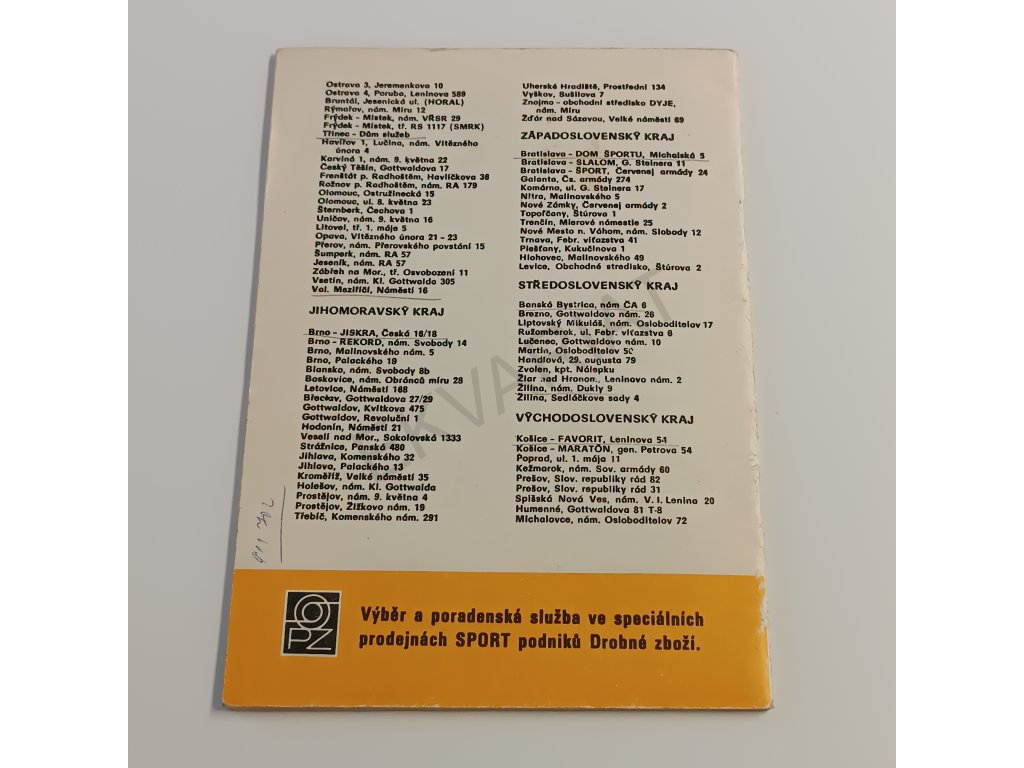 Ostrava 3, Jeremenkova 10
Ostrava 4, Poruba, Leninova 589
Bruntál, Jesenická ul. (HORAL)
Rýmařov, nám. Míru 12
Frýdek - Místek, nám. VŘSR 29
Frýdek - Místek, tř. RS 1117 (SMRK)
Třinec - Dům služeb
Havířov 1, Lučina, nám. Vítězného
února 4
Karviná 1, nám. 9. května 22
Český Těšín, Gottwaldova 17
Frenštát p. Radhoštěm, Havlíčkova 36
Rožnov p. Radhoštěm, nám. RA 179
Olomouc, Ostružinická 15
Olomouc, ul. 8. května 23
Šternberk, Čechova 1
Uničov, nám. 9. května 16
Litovel, tř. 1. máje 5
Opava, Vítězného února 21 - 23
Přerov, nám. Přerovského povstání 15
Šumperk, nám. RA 57
Jeseník, nám. RA 57
Zábřeh na Mor., tř. Osvobození 11
Vsetín, nám. Kl. Gottwalda 305
Val. Meziříčí, Náměstí 16
JIHOMORAVSKÝ KRAJ
Brno - JISKRA, Česká 16/18
Brno - REKORD, nám. Svobody 14
Brno, Malinovského nám. 5
Brno, Palackého 19
Blansko, nám. Svobody 8b
Boskovice, nám. Obránců míru 28
Letovice, Náměstí 168
Břeclav, Gottwaldova 27/29
Gottwaldov, Kvítkova 475
Gottwaldov, Revoluční 1
Hodonín, Náměstí 21
Veselí nad Mor., Sokolovská 1333
Strážnice, Panská 480
Jihlava, Komenského 32
Jihlava, Palackého 13
Kroměříž, Velké náměstí 35
Holešov, nám. Kl. Gottwalda
Prostějov, nám. 9. května 4
Prostějov, Žižkovo nám. 19
Třebíč, Komenského nám. 291
Uherské Hradiště, Prostřední 134
Vyškov, Sušilova 7
Znojmo - obchodní středisko DYJE,
nám. Míru
Žďár nad Sázavou, Velké náměstí 69
ZÁPADOSLOVENSKÝ KRAJ
Bratislava - DOM ŠPORTU, Michalská 5
Bratislava - SLALOM, G. Steinera 11
Bratislava - ŠPORT, Červenej armády 24
Galanta, Čs. armády 274
Komárno, ul. G. Steinera 17
Nitra, Malinovského 5
Nové Zámky, Červenej armády 2
Topoľčany, Štúrova 1
Trenčín, Mierové námestie 25
Nové Mesto n. Váhom, nám. Slobody 12
Trnava, Febr. víťazstva 41
Piešťany, Kukučínova 1
Hlohovec, Malinovského 49
Levice, Obchodné stredisko, Štúrova 2
STŘEDOSLOVENSKÝ KRAJ
Banská Bystrica, nám ČA 6
Brezno, Gottwaldovo nám. 26
Liptovský Mikuláš, nám. Osloboditeľov 17
Ružomberok, ul. Febr. víťazstva 6
Lučenec, Gottwaldovo nám. 10
Martin, Osloboditeľov 50
Handlová, 29. augusta 79
Zvolen, kpt. Nálepku
Žiar nad Hronom, Leninovo nám. 2
Žilina, nám. Dukly 9
Žilina, Sedláčkove sady 4
VÝCHODOSLOVENSKÝ KRAJ
Košice - FAVORIT, Leninova 54
Košice - MARATÓN, gen. Petrova 54
Poprad, ul. 1. mája 11
Kežmarok, nám. Sov. armády 60
Prešov, Slov. republiky rád 82
Prešov, Slov. republiky rád 31
Spišská Nová Ves, nám. V. I. Lenina 20
Humenné, Gottwaldova 81 T-8
Michalovce, nám. Osloboditeľov 72
OPZ
Výběr a poradenská služba ve speciálních
prodejnách SPORT podniků Drobné zboží.